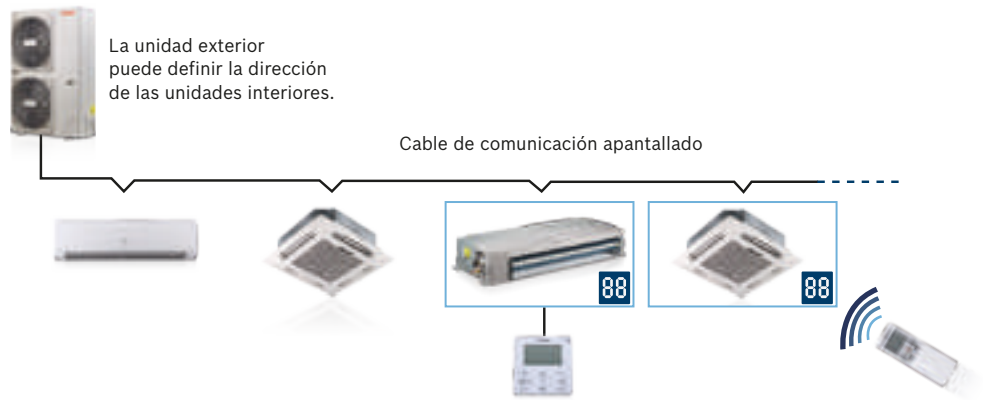 La unidad exterior
puede definir la dirección
de las unidades interiores.
Cable de comunicación apantallado
88
88